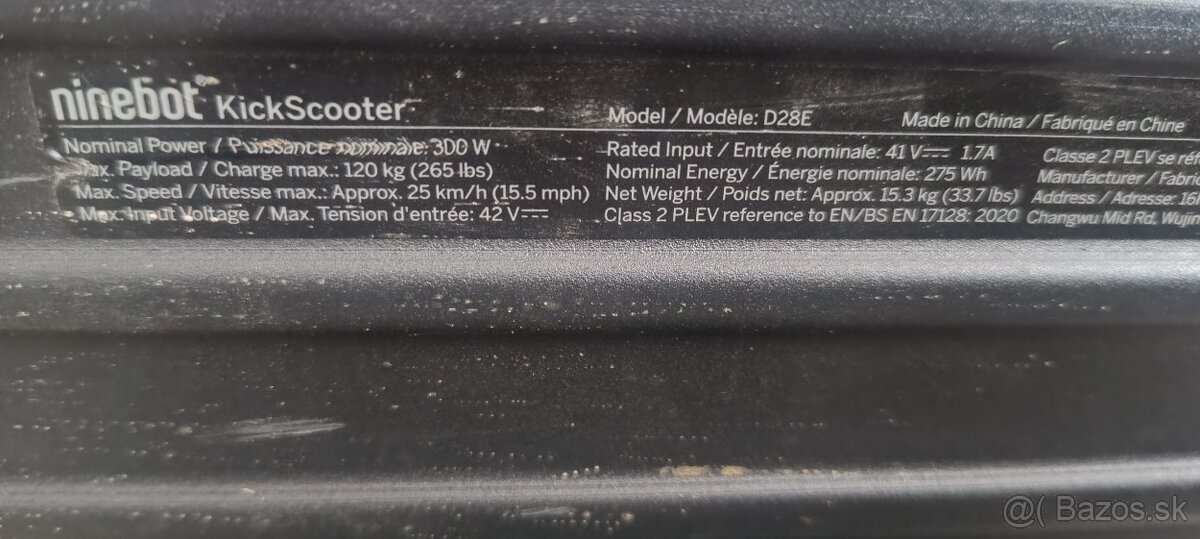 ninebot® KickScooter
Model / Modèle: D28E
Made in China / Fabriqué en Chine
Nominal Power / Puissance nominale: 300 W
Max. Payload / Charge max.: 120 kg (265 lbs)
Max. Speed / Vitesse max.: Approx. 25 km/h (15.5 mph)
Max. Input Voltage / Max. Tension d'entrée: 42 V⎓
Rated Input / Entrée nominale: 41 V⎓ 1.7A
Nominal Energy / Énergie nominale: 275 Wh
Net Weight / Poids net: Approx. 15.3 kg (33.7 lbs)
Class 2 PLEV reference to EN/BS EN 17128: 2020
Classe 2 PLEV se
Manufacturer /
Address / Adresse:
Changwu Mid Rd,
@( Bazos.sk